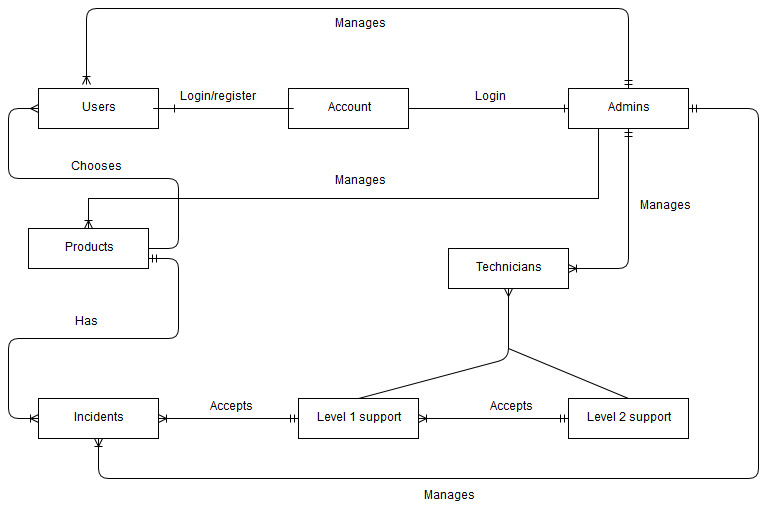 Manages
Users
Login/register
Account
Login
Admins
Chooses
Manages
Manages
Products
Technicians
Has
Incidents
Accepts
Level 1 support
Accepts
Level 2 support
Manages